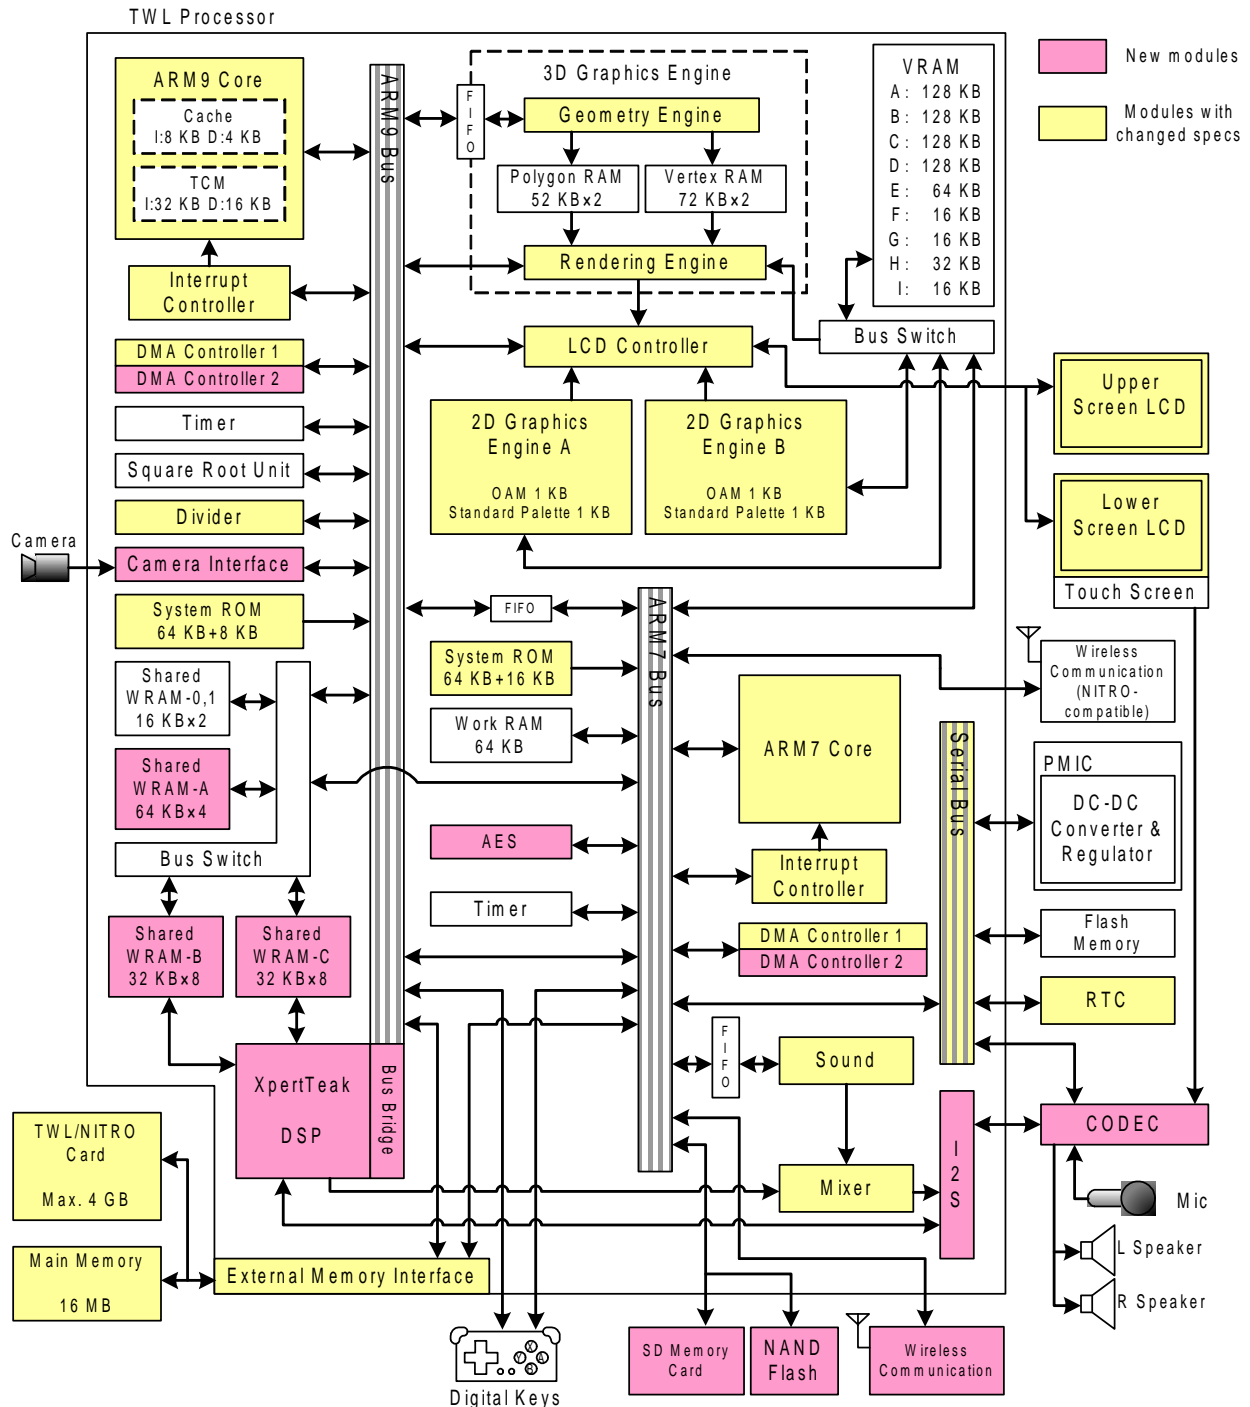 TWL Processor
New modules
Modules with
changed specs
ARM9 Core
Cache
I:8 KB D:4 KB
TCM
I:32 KB D:16 KB
Interrupt
Controller
DMA Controller 1
DMA Controller 2
Timer
Square Root Unit
Divider
Camera
Camera Interface
System ROM
64 KB+8 KB
Shared
WRAM-0,1
16 KB×2
Shared
WRAM-A
64 KB×4
Bus Switch
Shared
WRAM-B
32 KB×8
Shared
WRAM-C
32 KB×8
XpertTeak
DSP
Bus Bridge
ARM9 Bus
FIFO
3D Graphics Engine
Geometry Engine
Polygon RAM
52 KB×2
Vertex RAM
72 KB×2
Rendering Engine
LCD Controller
2D Graphics
Engine A
OAM 1 KB
Standard Palette 1 KB
2D Graphics
Engine B
OAM 1 KB
Standard Palette 1 KB
VRAM
A: 128 KB
B: 128 KB
C: 128 KB
D: 128 KB
E: 64 KB
F: 16 KB
G: 16 KB
H: 32 KB
I: 16 KB
Bus Switch
Upper
Screen LCD
Lower
Screen LCD
Touch Screen
FIFO
ARM7 Bus
System ROM
64 KB+16 KB
Work RAM
64 KB
AES
Timer
ARM7 Core
Interrupt
Controller
DMA Controller 1
DMA Controller 2
FIFO
Sound
Mixer
Serial Bus
I2S
Wireless
Communication
(NITRO-
compatible)
PMIC
DC-DC
Converter &
Regulator
Flash
Memory
RTC
CODEC
Mic
L Speaker
R Speaker
TWL/NITRO
Card
Max. 4 GB
Main Memory
16 MB
External Memory Interface
X
Y
A
B
Digital Keys
SD Memory
Card
NAND
Flash
Wireless
Communication